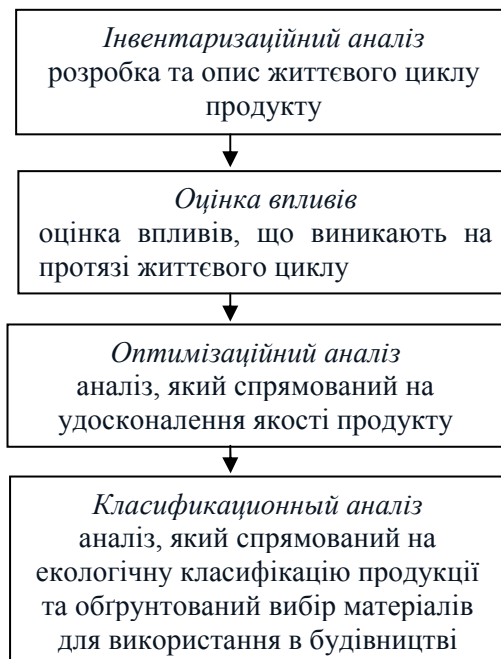 Інвентаризаційний аналіз
розробка та опис життєвого циклу
продукту
Оцінка впливів
оцінка впливів, що виникають на
протязі життєвого циклу
Оптимізаційний аналіз
аналіз, який спрямований на
удосконалення якості продукту
Класификационный аналіз
аналіз, який спрямований на
екологічну класифікацію продукції
та обґрунтований вибір матеріалів
для використання в будівництві